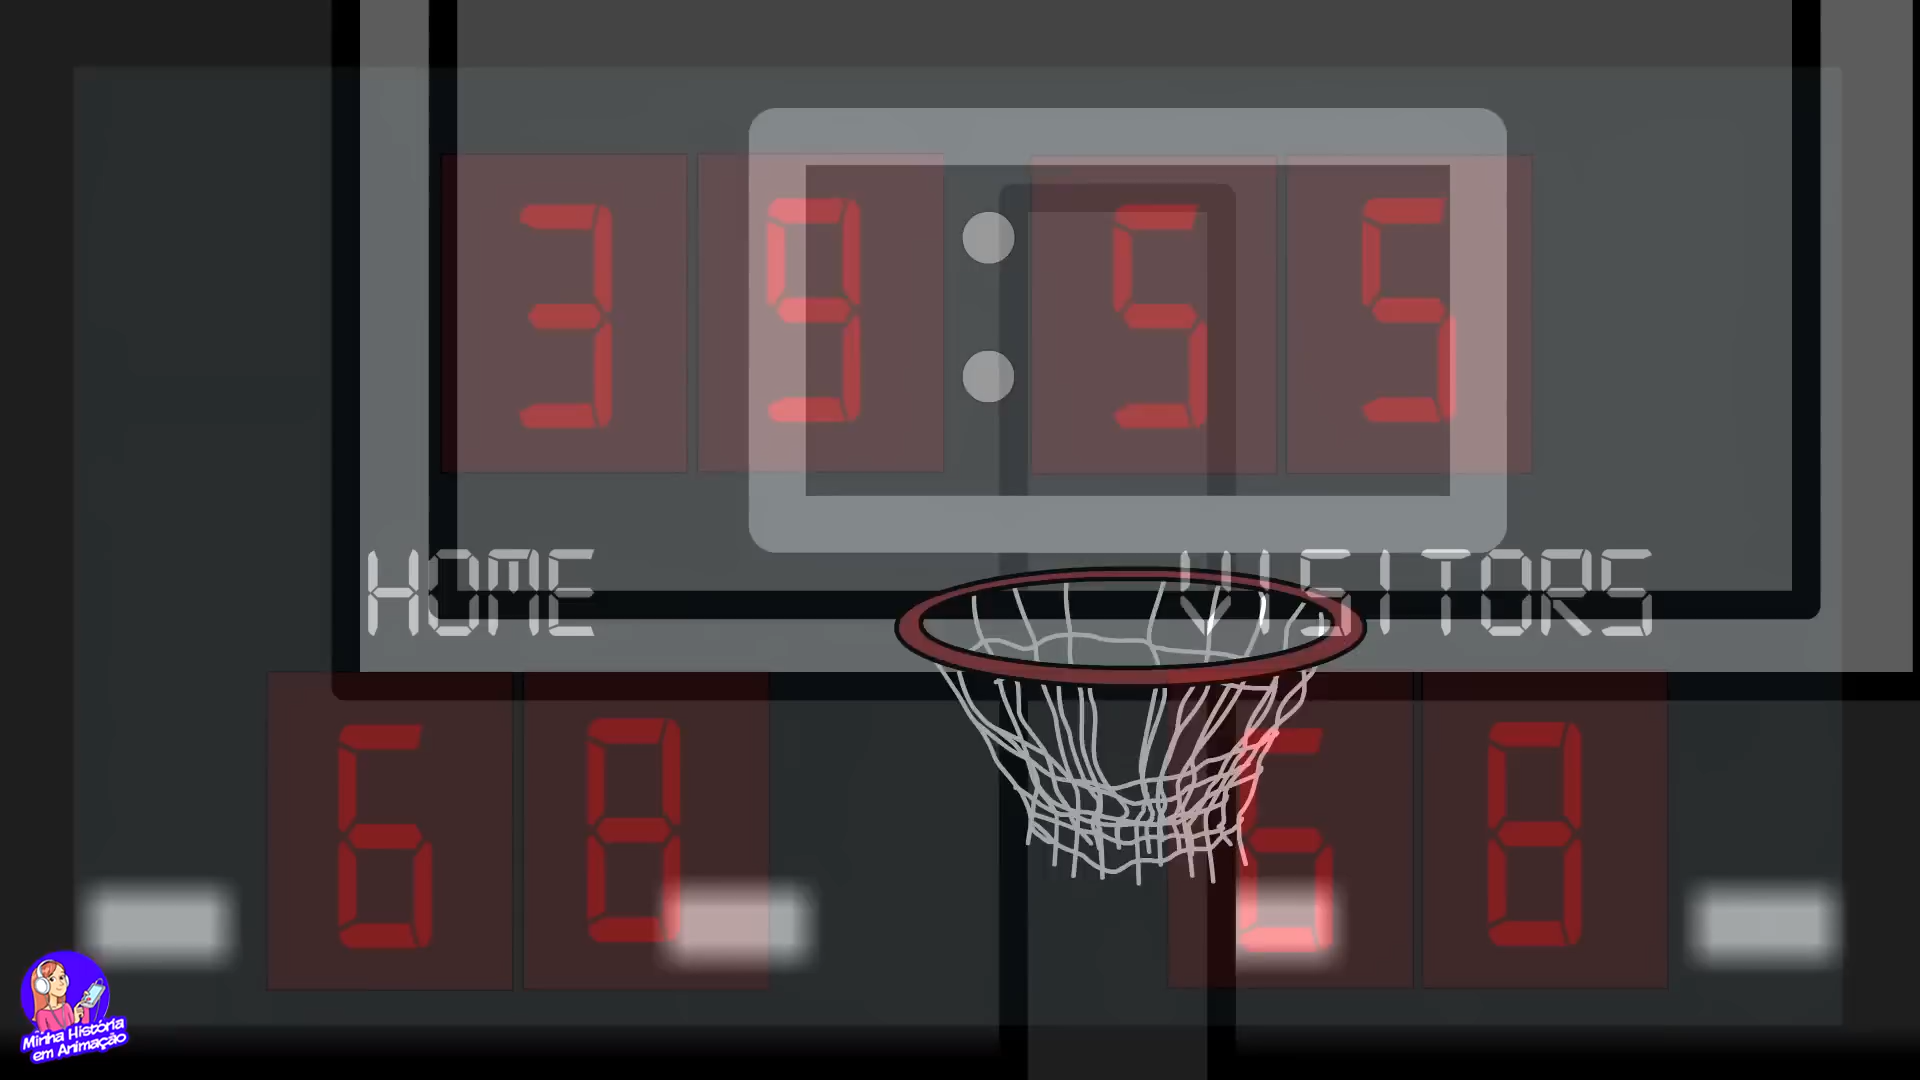 39:55
HOME VISITORS
68 68
Minha História
em Animação